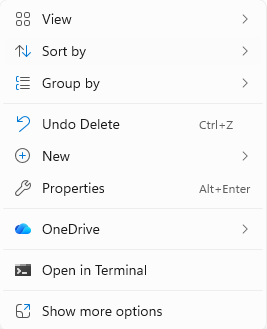 View
Sort by
Group by
Undo Delete Ctrl+Z
New
Properties Alt+Enter
OneDrive
Open in Terminal
Show more options